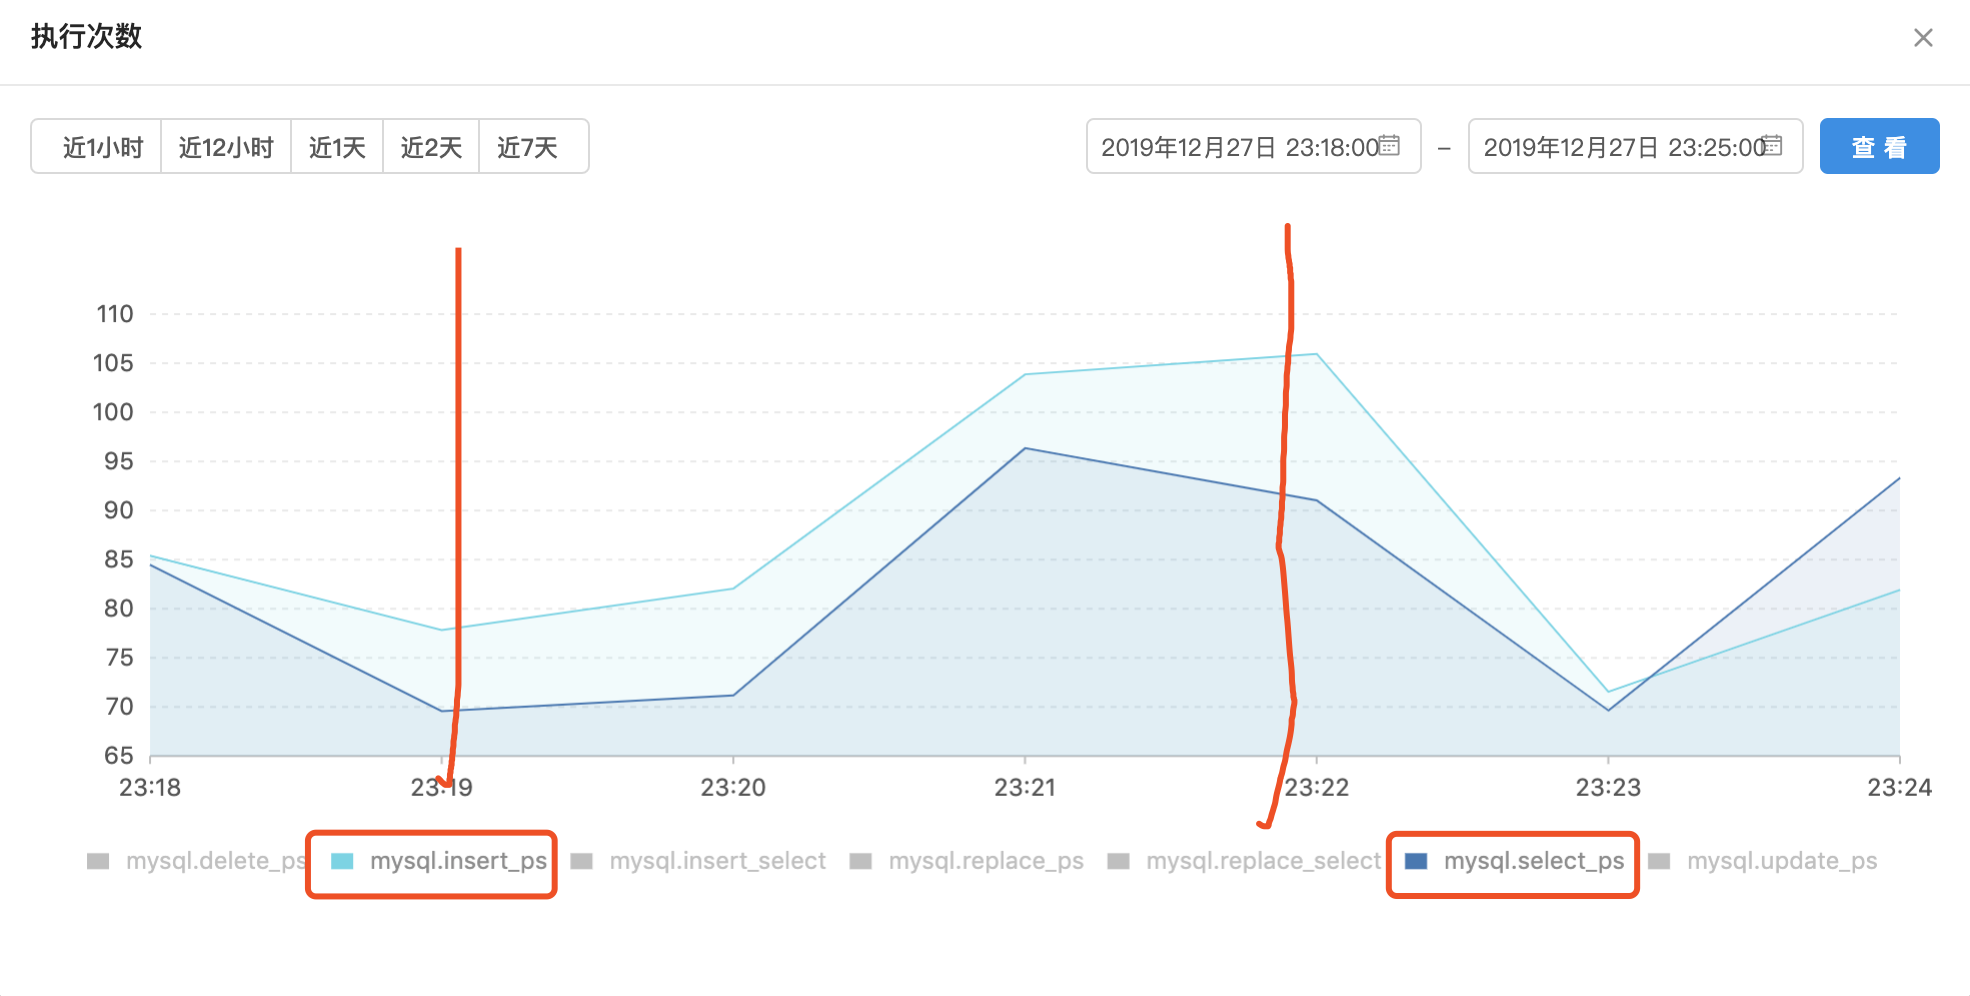 执行次数
近1小时 近12小时 近1天 近2天 近7天 2019年12月27日 23:18:00 – 2019年12月27日 23:25:00 查 看
110
105
100
95
90
85
80
75
70
65
23:18 23:19 23:20 23:21 23:22 23:23 23:24
mysql.delete_ps mysql.insert_ps mysql.insert_select mysql.replace_ps mysql.replace_select mysql.select_ps mysql.update_ps